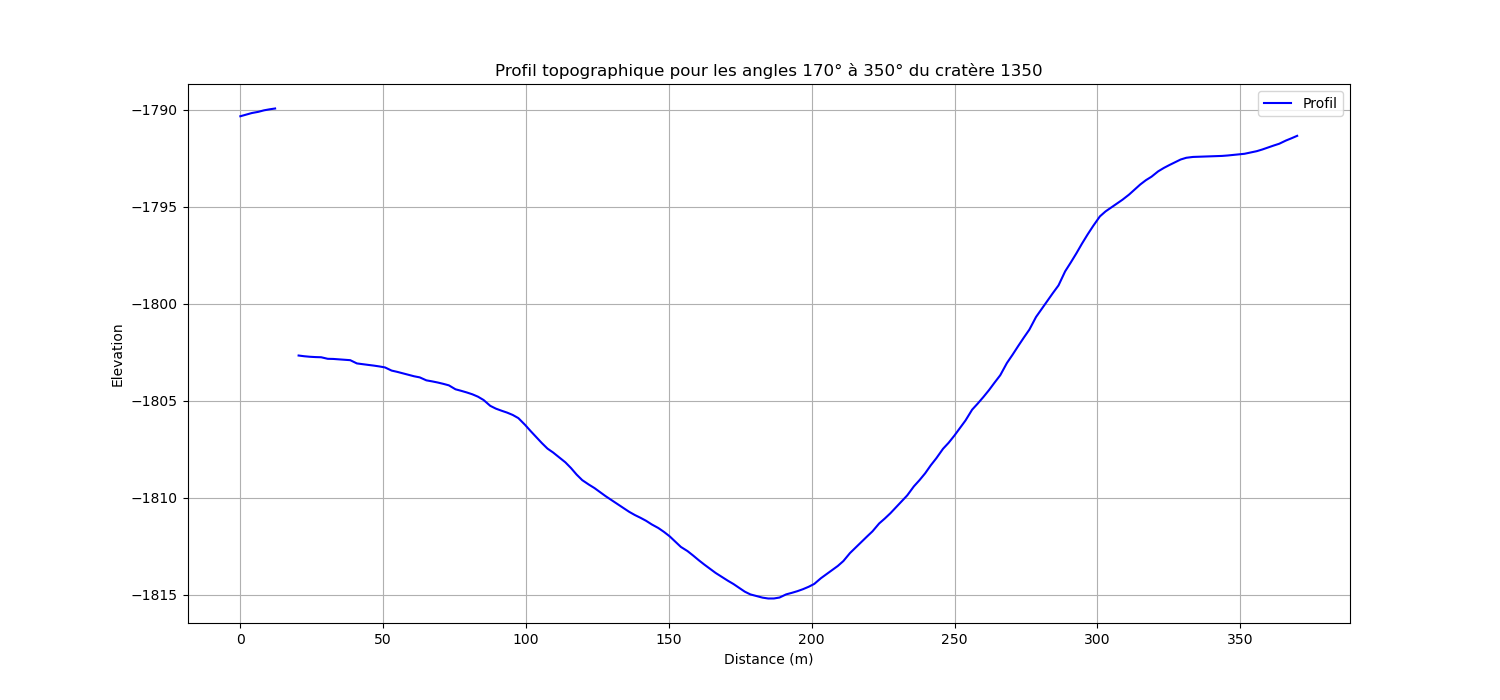 Profil topographique pour les angles 170° à 350° du cratère 1350
Profil
−1790
−1795
−1800
−1805
−1810
−1815
Elevation
0 50 100 150 200 250 300 350
Distance (m)